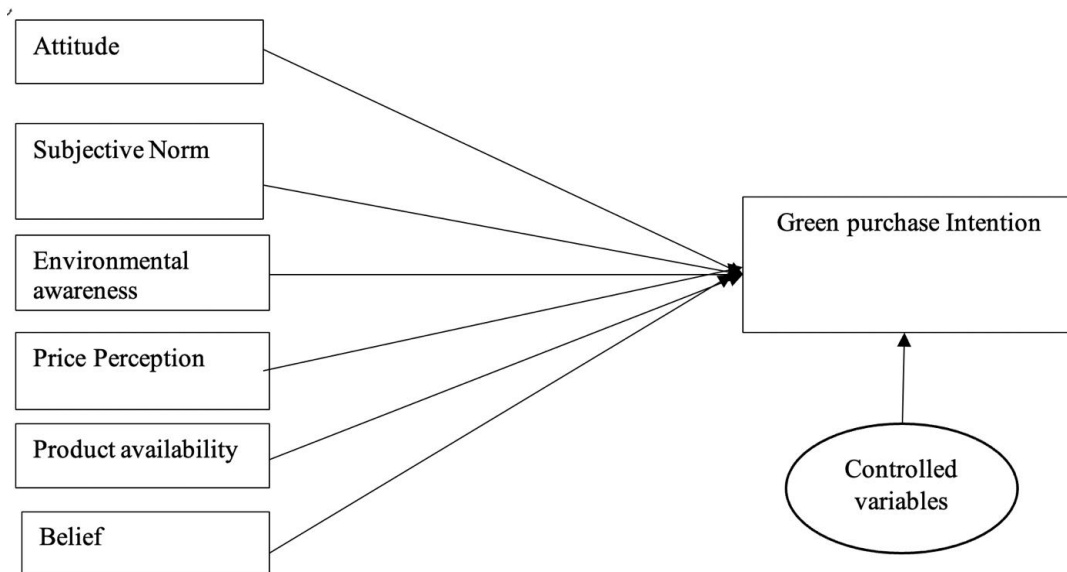 Attitude
Subjective Norm
Environmental
awareness
Price Perception
Product availability
Belief
Green purchase Intention
Controlled
variables